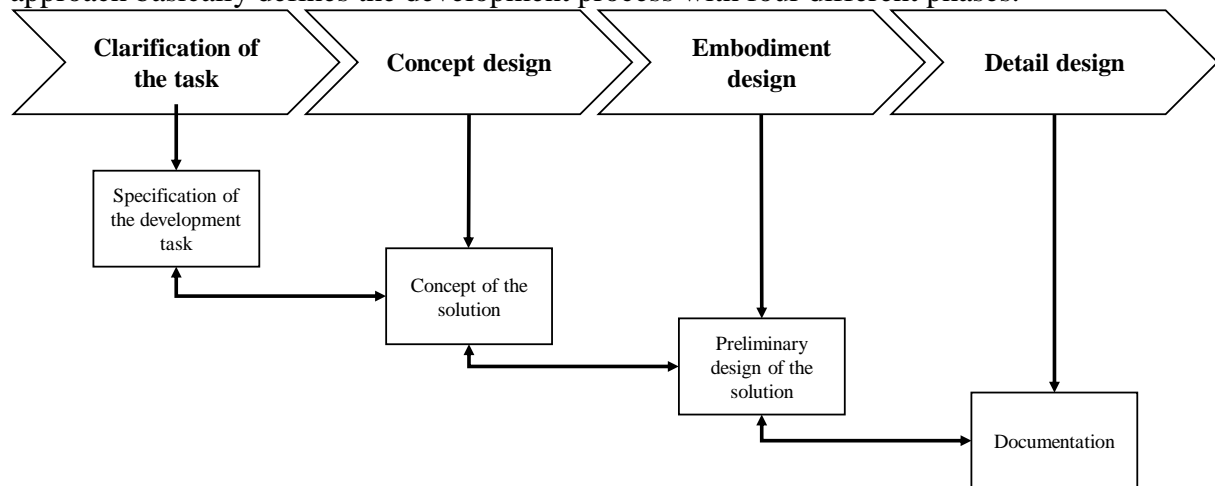 approach basically defines the development process with four different phases.
Clarification of
the task
Concept design
Embodiment
design
Detail design
Specification of
the development
task
Concept of the
solution
Preliminary
design of the
solution
Documentation